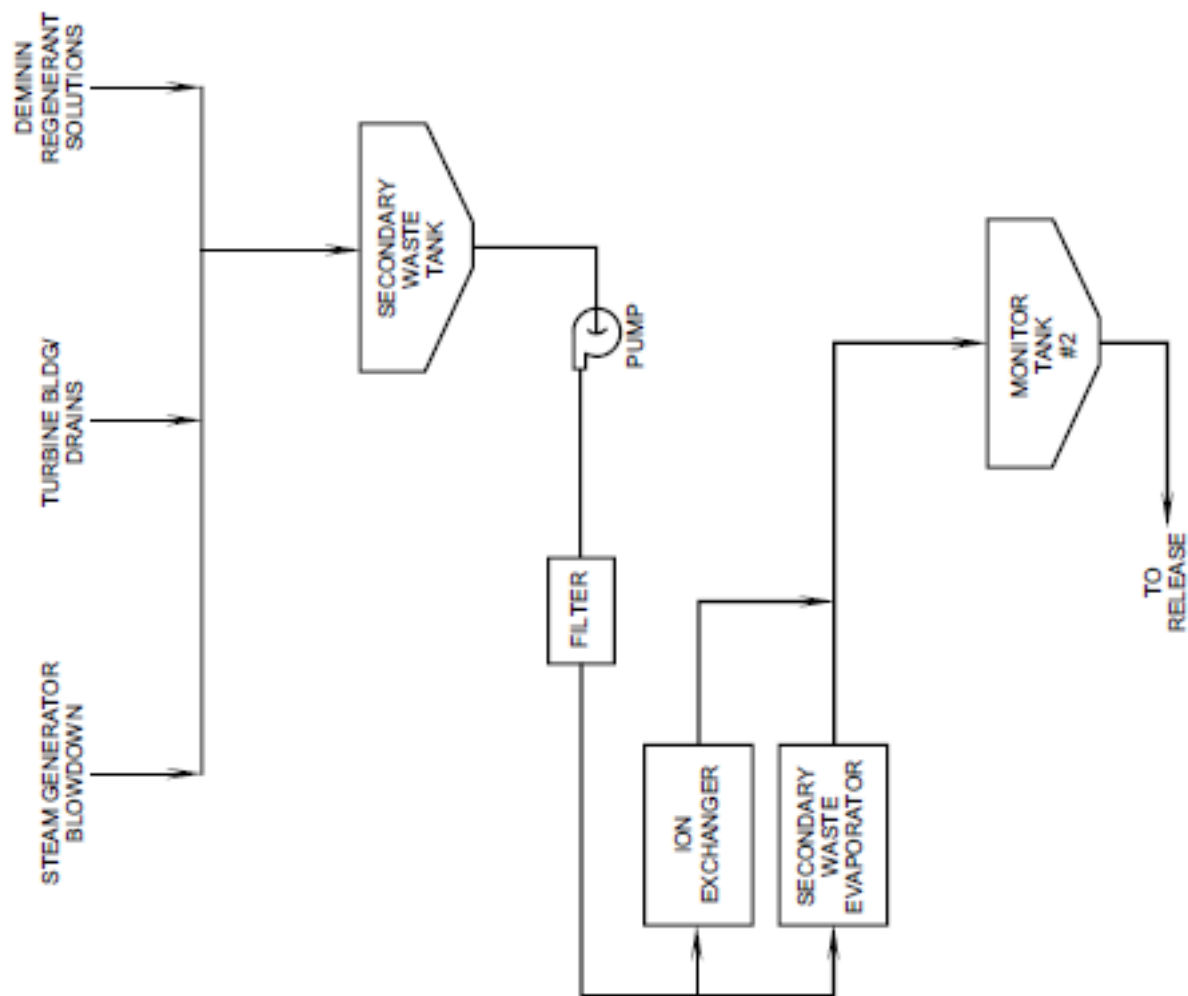 STEAM GENERATOR
BLOWDOWN
TURBINE BLDG/
DRAINS
DEMININ
REGENERANT
SOLUTIONS
SECONDARY
WASTE
TANK
PUMP
FILTER
ION
EXCHANGER
SECONDARY
WASTE
EVAPORATOR
MONITOR
TANK
#2
TO
RELEASE